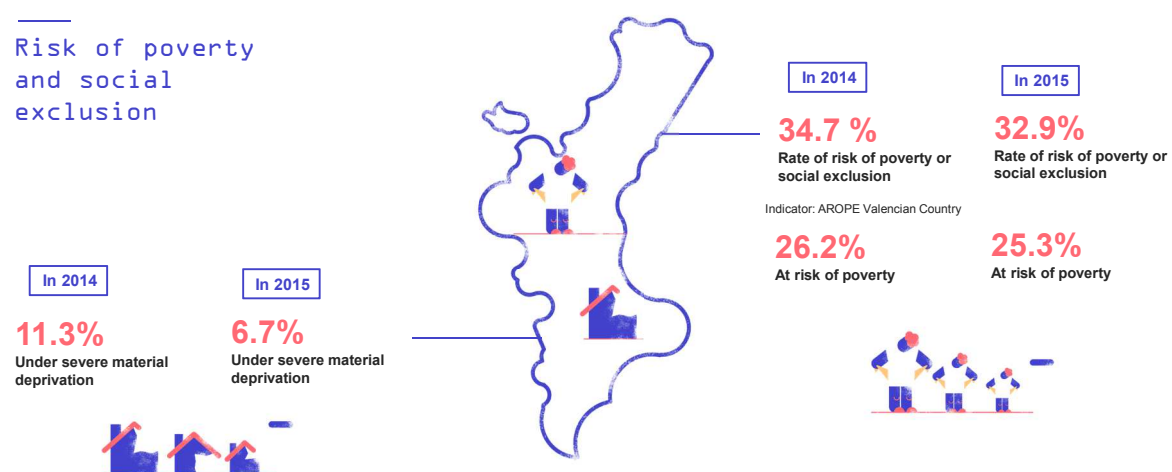 Risk of poverty
and social
exclusion
In 2014
11.3%
Under severe material
deprivation
In 2015
6.7%
Under severe material
deprivation
In 2014
34.7 %
Rate of risk of poverty or
social exclusion
In 2015
32.9%
Rate of risk of poverty or
social exclusion
Indicator: AROPE Valencian Country
26.2%
At risk of poverty
25.3%
At risk of poverty